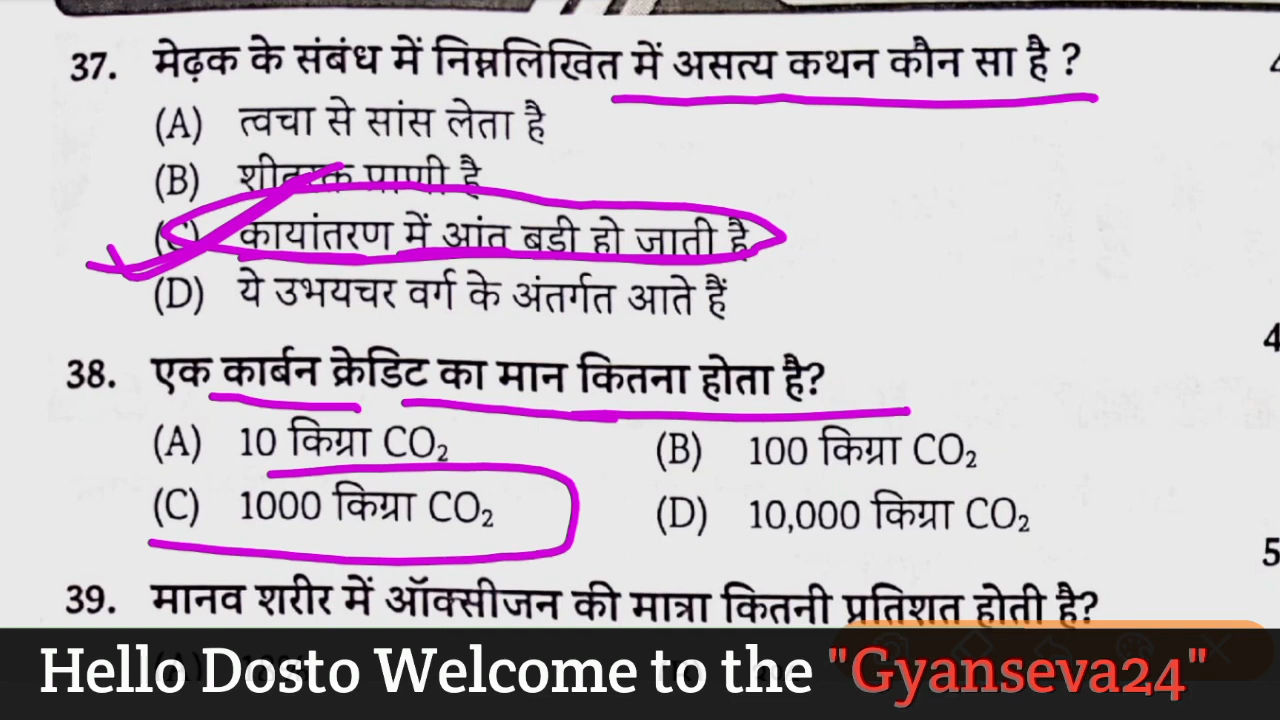 37. मेढ़क के संबंध में निम्नलिखित में असत्य कथन कौन सा है ?
(A) त्वचा से सांस लेता है
(B) शीतरक्त प्राणी है
(C) कायांतरण में आंत बड़ी हो जाती है
(D) ये उभयचर वर्ग के अंतर्गत आते हैं
38. एक कार्बन क्रेडिट का मान कितना होता है?
(A) 10 किग्रा CO₂ (B) 100 किग्रा CO₂
(C) 1000 किग्रा CO₂ (D) 10,000 किग्रा CO₂
39. मानव शरीर में ऑक्सीजन की मात्रा कितनी प्रतिशत होती है?
Hello Dosto Welcome to the "Gyanseva24"